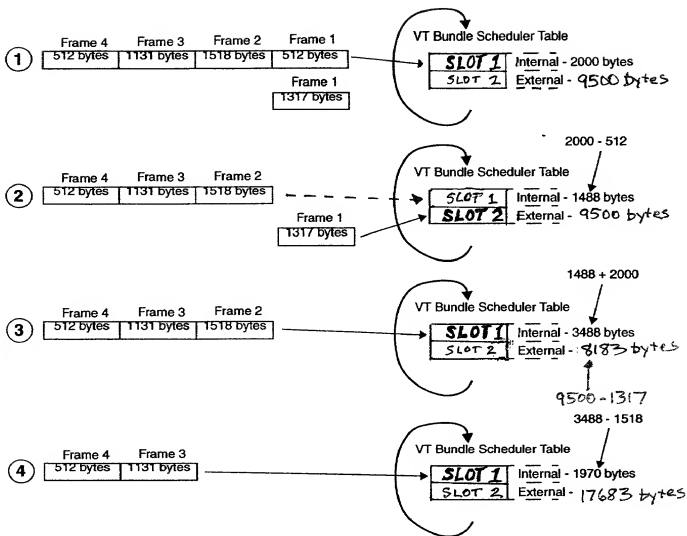 VT Bundle Scheduler Table
Frame 4 Frame 3 Frame 2 Frame 1
1 512 bytes 1131 bytes 1518 bytes 512 bytes SLOT 1 Internal - 2000 bytes
SLOT 2 External - 9500 bytes
Frame 1
1317 bytes
2000 - 512
VT Bundle Scheduler Table
Frame 4 Frame 3 Frame 2
2 512 bytes 1131 bytes 1518 bytes SLOT 1 Internal - 1488 bytes
SLOT 2 External - 9500 bytes
Frame 1
1317 bytes
1488 + 2000
VT Bundle Scheduler Table
Frame 4 Frame 3 Frame 2
3 512 bytes 1131 bytes 1518 bytes SLOT 1 Internal - 3488 bytes
SLOT 2 External - 8183 bytes
9500 - 1317
3488 - 1518
VT Bundle Scheduler Table
Frame 4 Frame 3
4 512 bytes 1131 bytes SLOT 1 Internal - 1970 bytes
SLOT 2 External - 17683 bytes